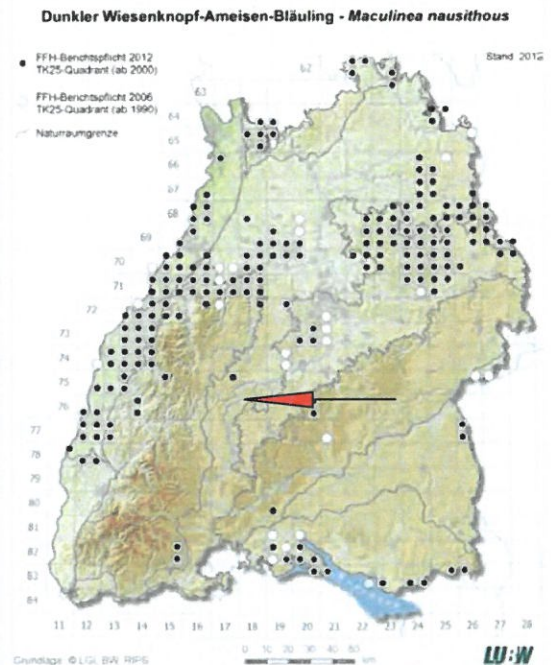 Dunkler Wiesenknopf-Ameisen-Bläuling - Maculinea nausithous
FFH-Berichtspflicht 2012
TK25-Quadrant (ab 2000)
Stand 2012
FFH-Berichtspflicht 2006
TK25-Quadrant (ab 1990)
Naturraumgrenze
62
63
64
65
66
67
68
69
70
71
72
73
74
75
76
77
78
79
80
81
82
83
84
11 12 13 14 15 16 17 18 19 20 21 22 23 24 25 26 27 28
0 10 20 30 40 50 60
km
Grundlage: © LGL BW, RIPS
LU:W